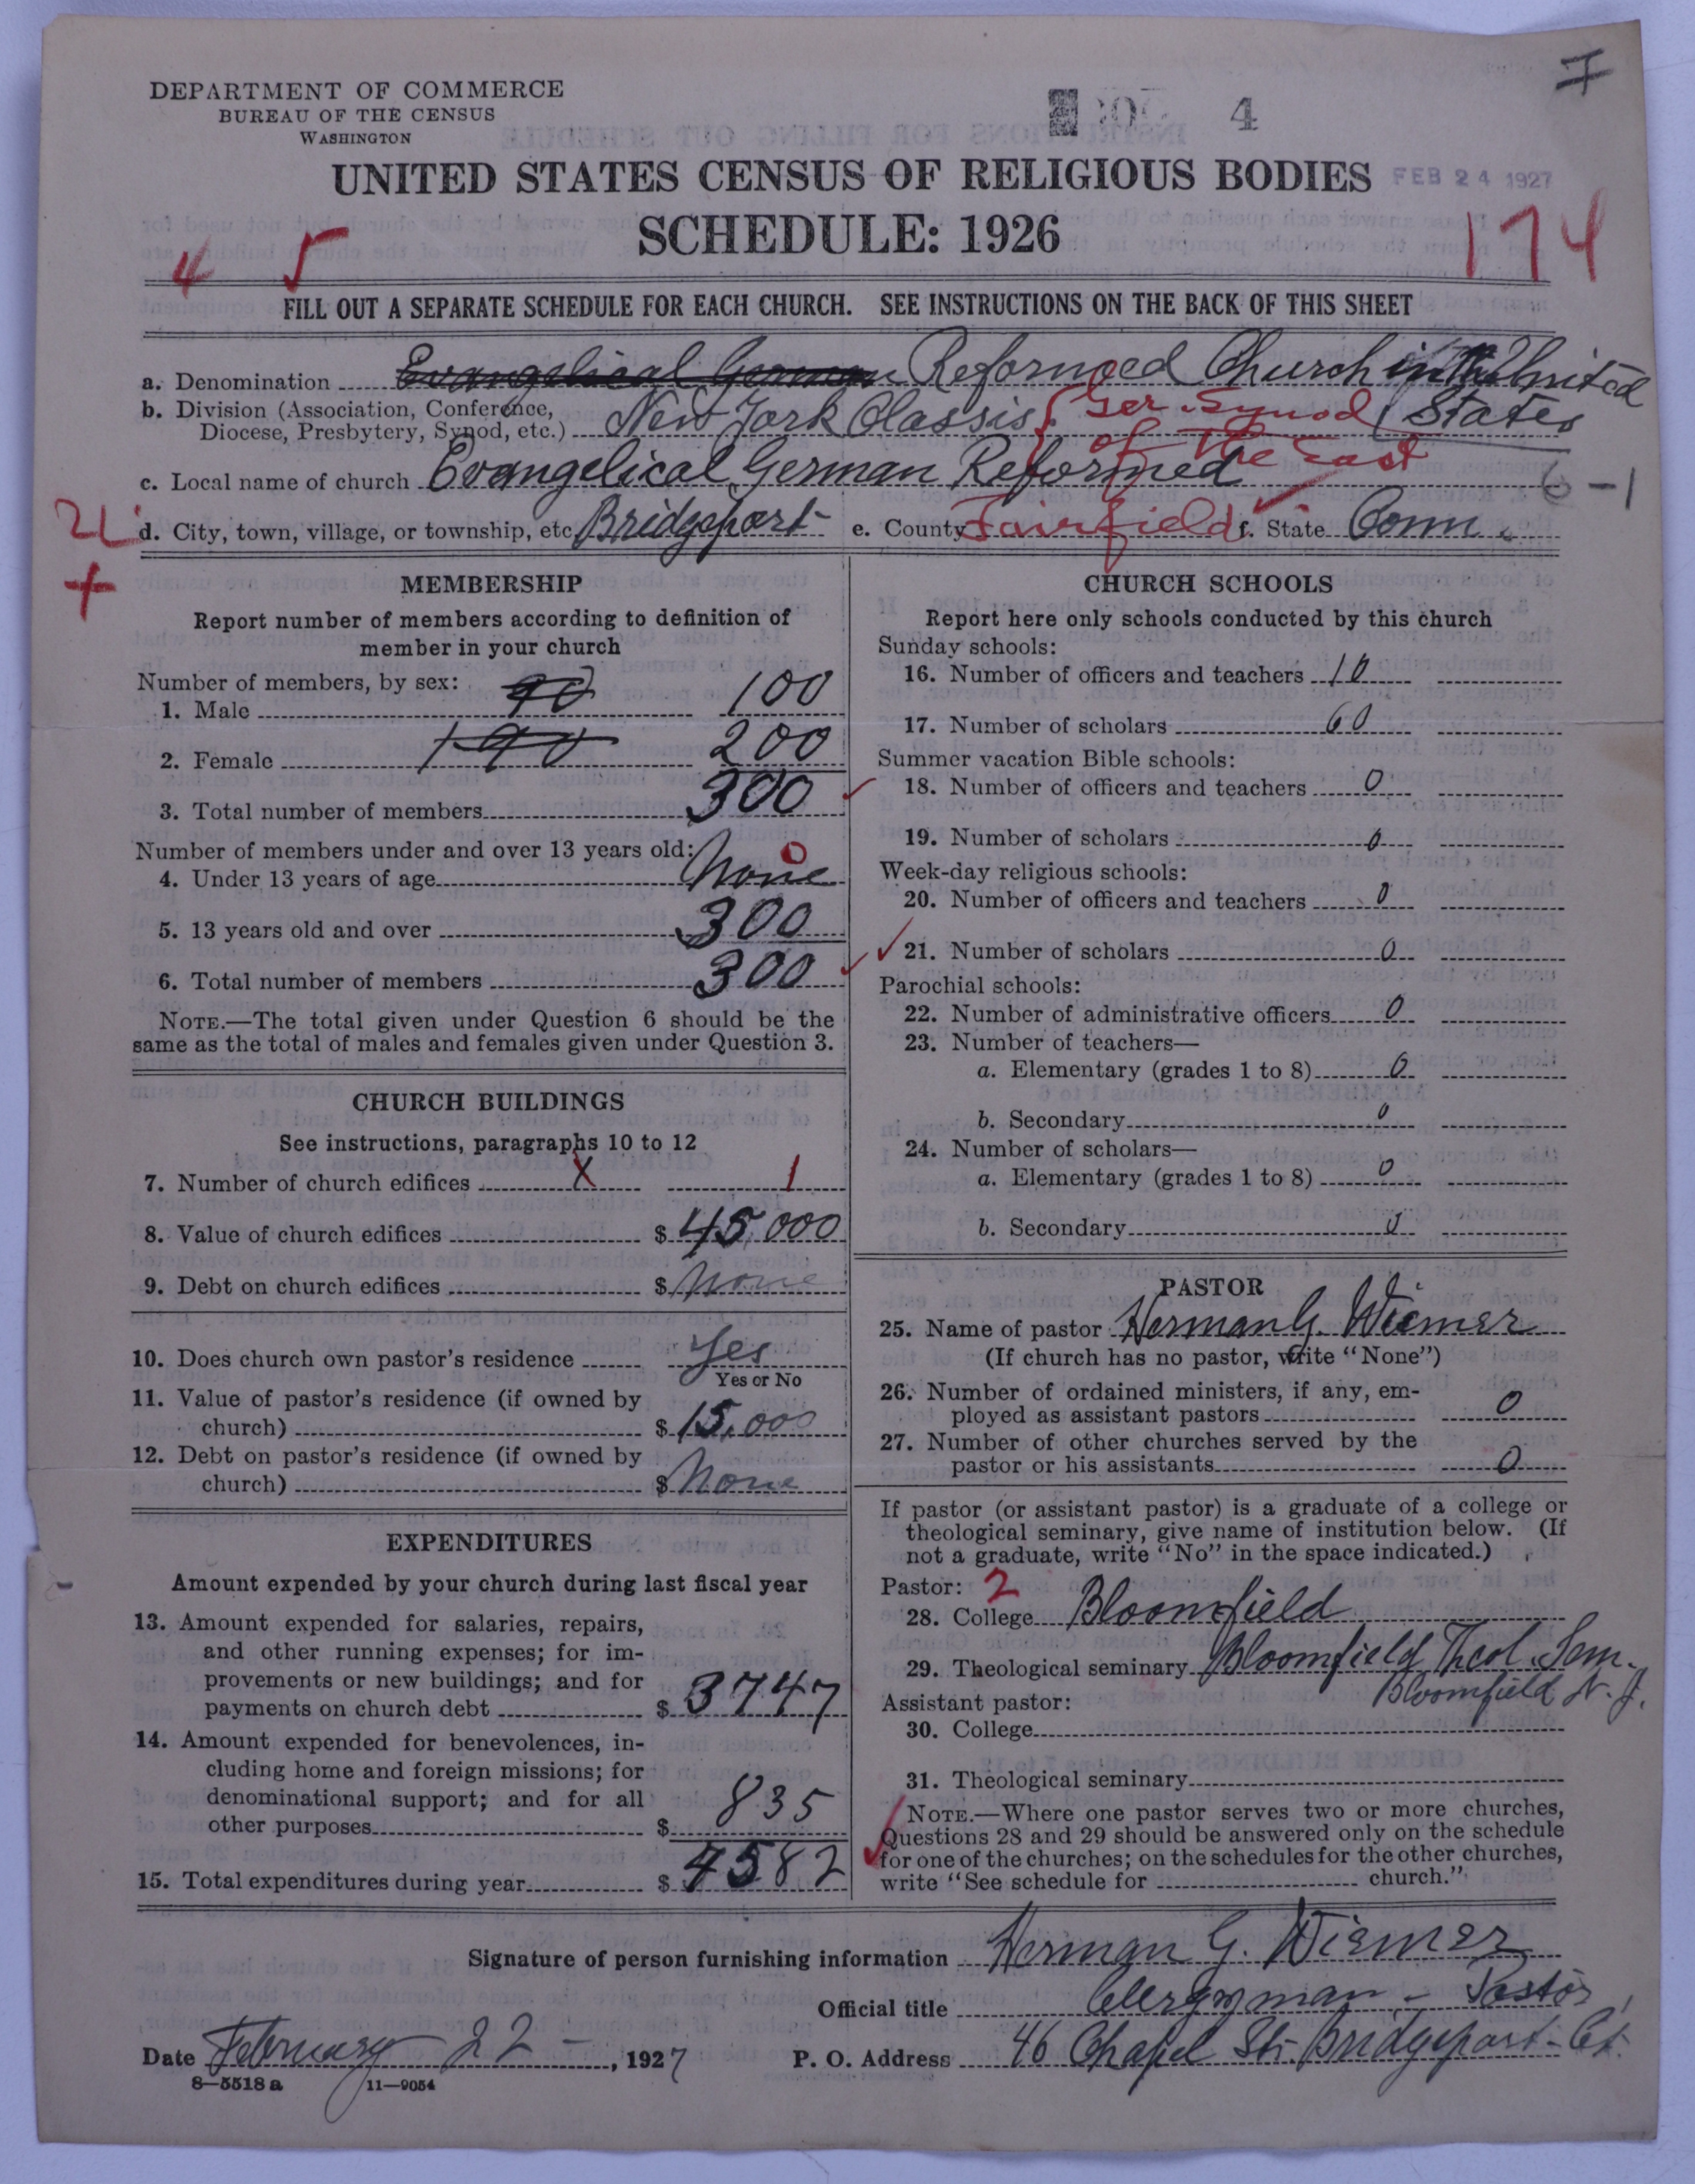 DEPARTMENT OF COMMERCE
BUREAU OF THE CENSUS
WASHINGTON
4
UNITED STATES CENSUS OF RELIGIOUS BODIES
FEB 24 1927
SCHEDULE: 1926
174
4
FILL OUT A SEPARATE SCHEDULE FOR EACH CHURCH. SEE INSTRUCTIONS ON THE BACK OF THIS SHEET
a. Denomination Evangelical German Reformed Church in the United States
b. Division (Association, Conference, Diocese, Presbytery, Synod, etc.) New York Classis Ger. Synod of the East
c. Local name of church Evangelical German Reformed
6-1
d. City, town, village, or township, etc. Bridgeport e. County Fairfield f. State Conn.
MEMBERSHIP
Report number of members according to definition of
member in your church
Number of members, by sex:
1. Male 90 100
2. Female 190 200
3. Total number of members 300
Number of members under and over 13 years old:
4. Under 13 years of age None 0
5. 13 years old and over 300
6. Total number of members 300
NOTE.—The total given under Question 6 should be the
same as the total of males and females given under Question 3.
CHURCH BUILDINGS
See instructions, paragraphs 10 to 12
7. Number of church edifices X 1
8. Value of church edifices $ 45,000
9. Debt on church edifices $ None
10. Does church own pastor's residence Yes
Yes or No
11. Value of pastor's residence (if owned by
church) $ 15,000
12. Debt on pastor's residence (if owned by
church) $ None
EXPENDITURES
Amount expended by your church during last fiscal year
13. Amount expended for salaries, repairs,
and other running expenses; for im-
provements or new buildings; and for
payments on church debt $ 3747
14. Amount expended for benevolences, in-
cluding home and foreign missions; for
denominational support; and for all
other purposes $ 835
15. Total expenditures during year $ 4582
CHURCH SCHOOLS
Report here only schools conducted by this church
Sunday schools:
16. Number of officers and teachers 10
17. Number of scholars 60
Summer vacation Bible schools:
18. Number of officers and teachers 0
19. Number of scholars 0
Week-day religious schools:
20. Number of officers and teachers 0
21. Number of scholars 0
Parochial schools:
22. Number of administrative officers 0
23. Number of teachers—
a. Elementary (grades 1 to 8) 0
b. Secondary 0
24. Number of scholars—
a. Elementary (grades 1 to 8) 0
b. Secondary 0
PASTOR
25. Name of pastor Herman G. Wiemer
(If church has no pastor, write "None")
26. Number of ordained ministers, if any, em-
ployed as assistant pastors 0
27. Number of other churches served by the
pastor or his assistants 0
If pastor (or assistant pastor) is a graduate of a college or
theological seminary, give name of institution below. (If
not a graduate, write "No" in the space indicated.)
Pastor: 2
28. College Bloomfield
29. Theological seminary Bloomfield Theol. Sem.
Bloomfield N. J.
Assistant pastor:
30. College
31. Theological seminary
NOTE.—Where one pastor serves two or more churches,
Questions 28 and 29 should be answered only on the schedule
for one of the churches; on the schedules for the other churches,
write "See schedule for church."
Signature of person furnishing information Herman G. Wiemer
Official title Clergyman - Pastor
Date February 22, 1927 P. O. Address 46 Chapel St. Bridgeport - Ct.
8—5518 a 11—9054